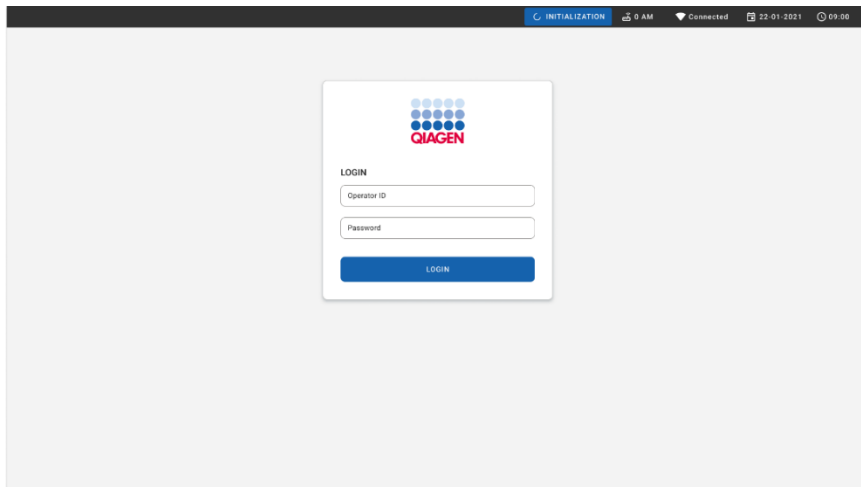 INITIALIZATION 0 AM Connected 22-01-2021 09:00
QIAGEN
LOGIN
Operator ID
Password
LOGIN